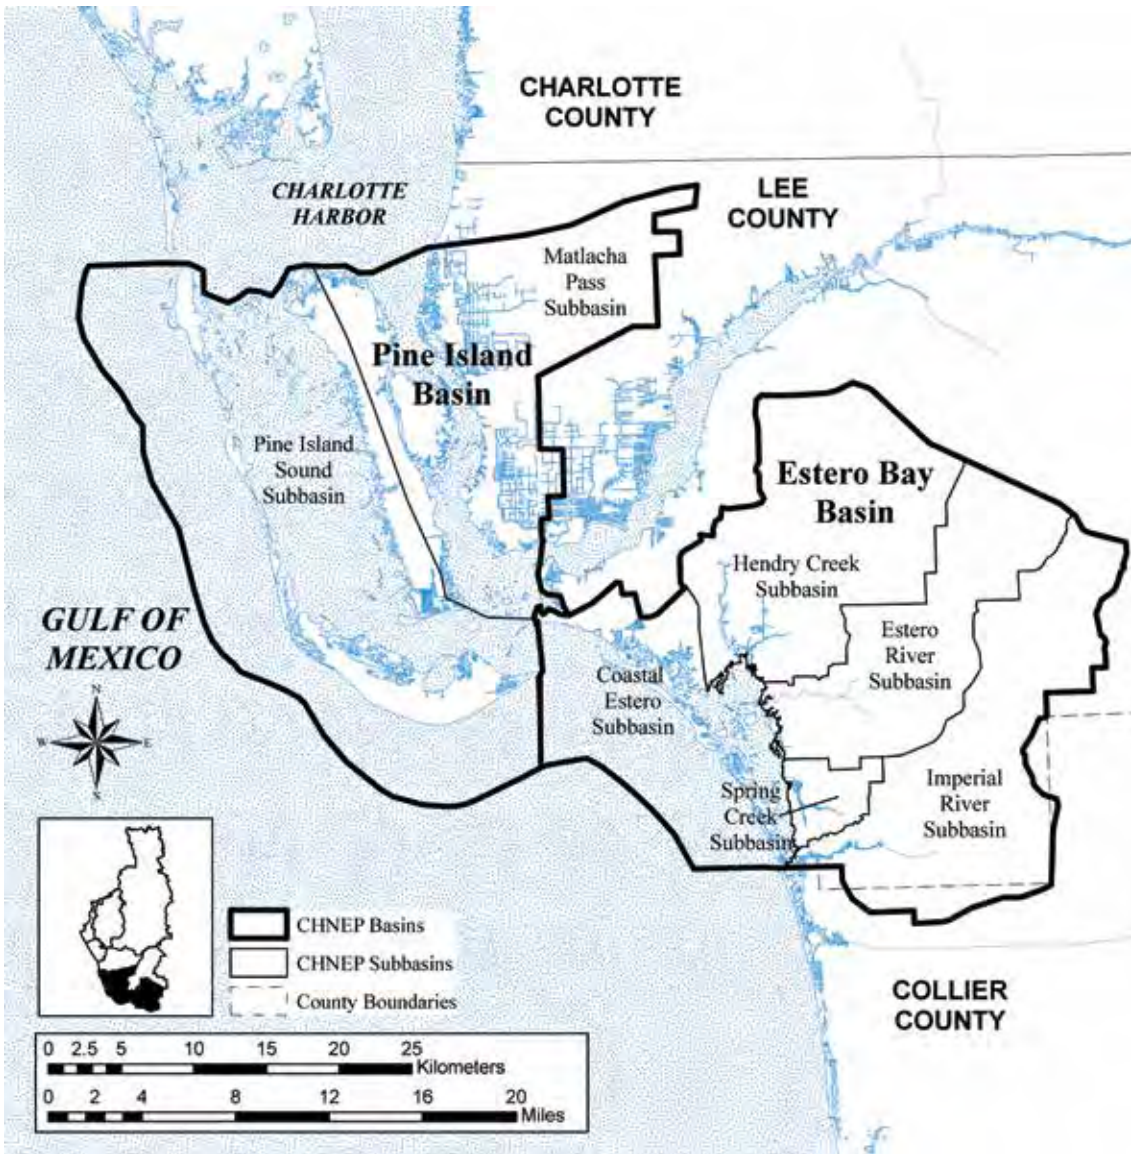 CHARLOTTE
COUNTY
CHARLOTTE
HARBOR
LEE
COUNTY
Matlacha
Pass
Subbasin
Pine Island
Basin
Pine Island
Sound
Subbasin
Estero Bay
Basin
Hendry Creek
Subbasin
Estero
River
Subbasin
Coastal
Estero
Subbasin
GULF OF
MEXICO
N
W
E
S
Spring
Creek
Subbasin
Imperial
River
Subbasin
CHNEP Basins
CHNEP Subbasins
County Boundaries
COLLIER
COUNTY
0 2.5 5 10 15 20 25
Kilometers
0 2 4 8 12 16 20
Miles